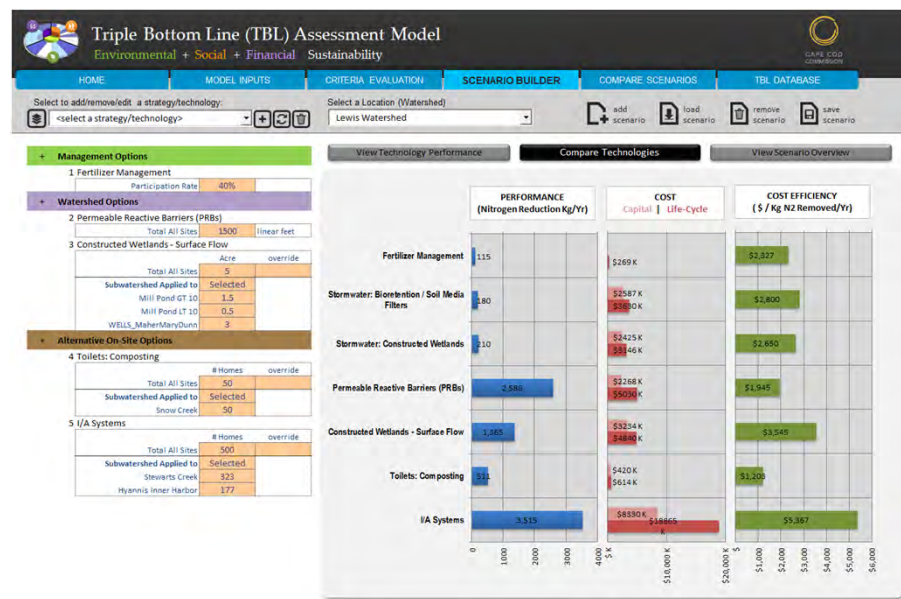 Triple Bottom Line (TBL) Assessment Model
Environmental + Social + Financial Sustainability
CAPE COD
COMMISSION
HOME MODEL INPUTS CRITERIA EVALUATION SCENARIO BUILDER COMPARE SCENARIOS TBL DATABASE
Select to add/remove/edit a strategy/technology:
<select a strategy/technology>
Select a Location (Watershed)
Lewis Watershed
add scenario
load scenario
remove scenario
save scenario
+ Management Options
1 Fertilizer Management
Participation Rate 40%
+ Watershed Options
2 Permeable Reactive Barriers (PRBs)
Total All Sites 1500 linear feet
3 Constructed Wetlands - Surface Flow
Acre override
Total All Sites 5
Subwatershed Applied to Selected
Mill Pond GT 10 1.5
Mill Pond LT 10 0.5
WELLS_MaherMaryDunn 3
+ Alternative On-Site Options
4 Toilets: Composting
# Homes override
Total All Sites 50
Subwatershed Applied to Selected
Snow Creek 50
5 I/A Systems
# Homes override
Total All Sites 500
Subwatershed Applied to Selected
Stewarts Creek 323
Hyannis Inner Harbor 177
View Technology Performance Compare Technologies View Scenario Overview
PERFORMANCE
(Nitrogen Reduction Kg/Yr)
COST
Capital | Life-Cycle
COST EFFICIENCY
( $ / Kg N2 Removed/Yr)
Fertilizer Management 115 $269 K $2,327
Stormwater: Bioretention / Soil Media
Filters
180 $2587 K $2,800
Stormwater: Constructed Wetlands 210 $2425 K $2,650
Permeable Reactive Barriers (PRBs) 2,586 $2268 K $5030 K $1,945
Constructed Wetlands - Surface Flow 1,365 $3234 K $4840 K $3,545
Toilets: Composting 511 $420 K $614 K
I/A Systems 3,515 $8890 K $18865 K $5,367
0 1000 2000 3000 4000
$ K $10,000 K $20,000 K
$ $1,000 $2,000 $3,000 $4,000 $5,000 $6,000